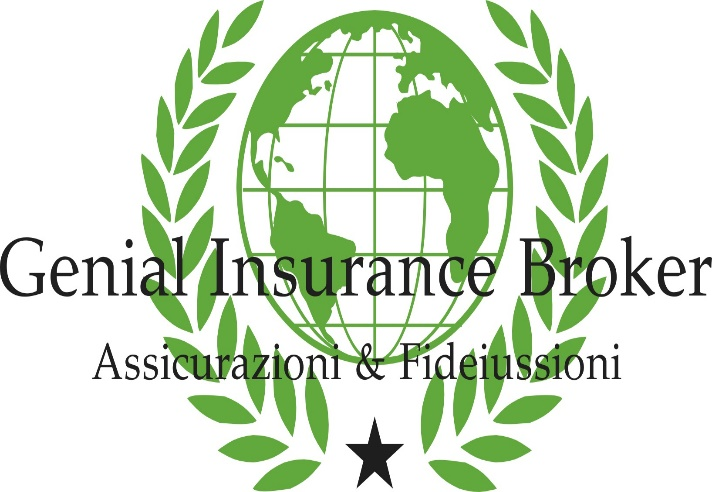 Genial Insurance Broker
Assicurazioni & Fideiussioni